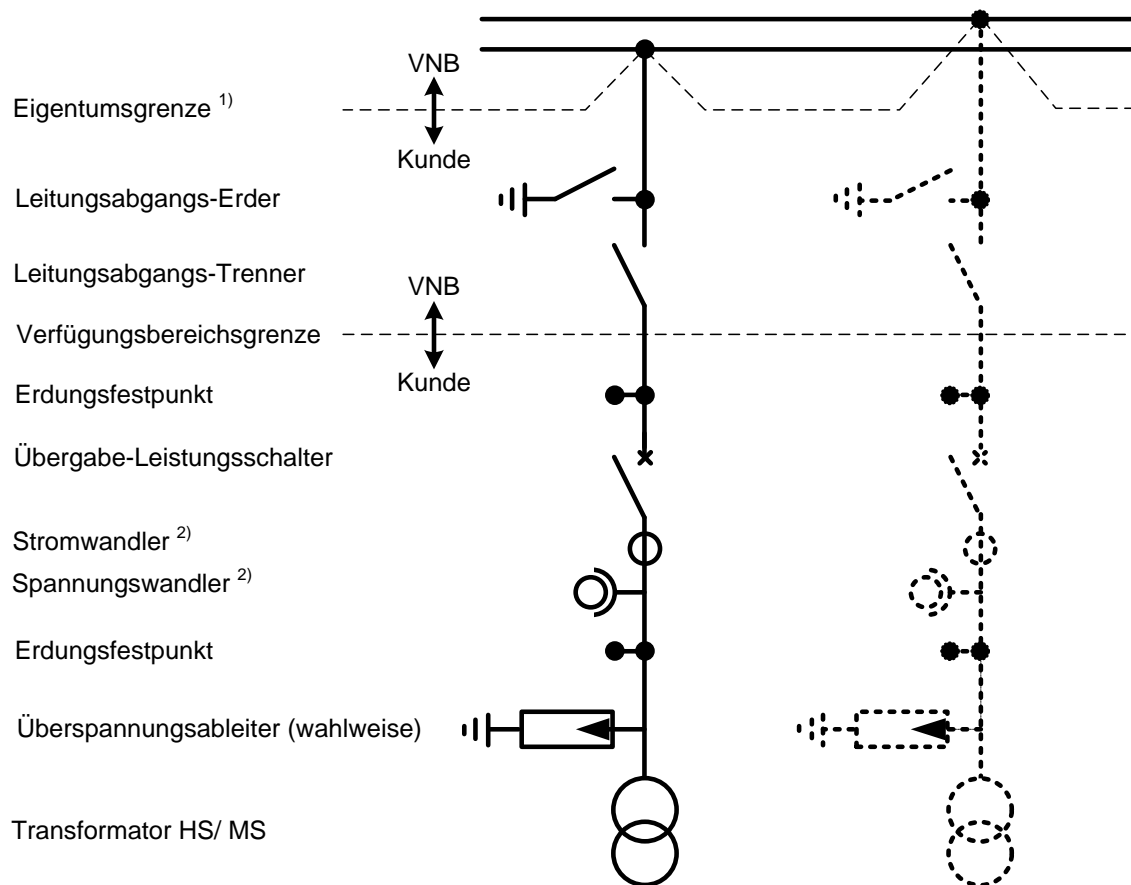 VNB
Eigentumsgrenze 1)
Kunde
Leitungsabgangs-Erder
Leitungsabgangs-Trenner
VNB
Verfügungsbereichsgrenze
Kunde
Erdungsfestpunkt
Übergabe-Leistungsschalter
Stromwandler 2)
Spannungswandler 2)
Erdungsfestpunkt
Überspannungsableiter (wahlweise)
Transformator HS/ MS